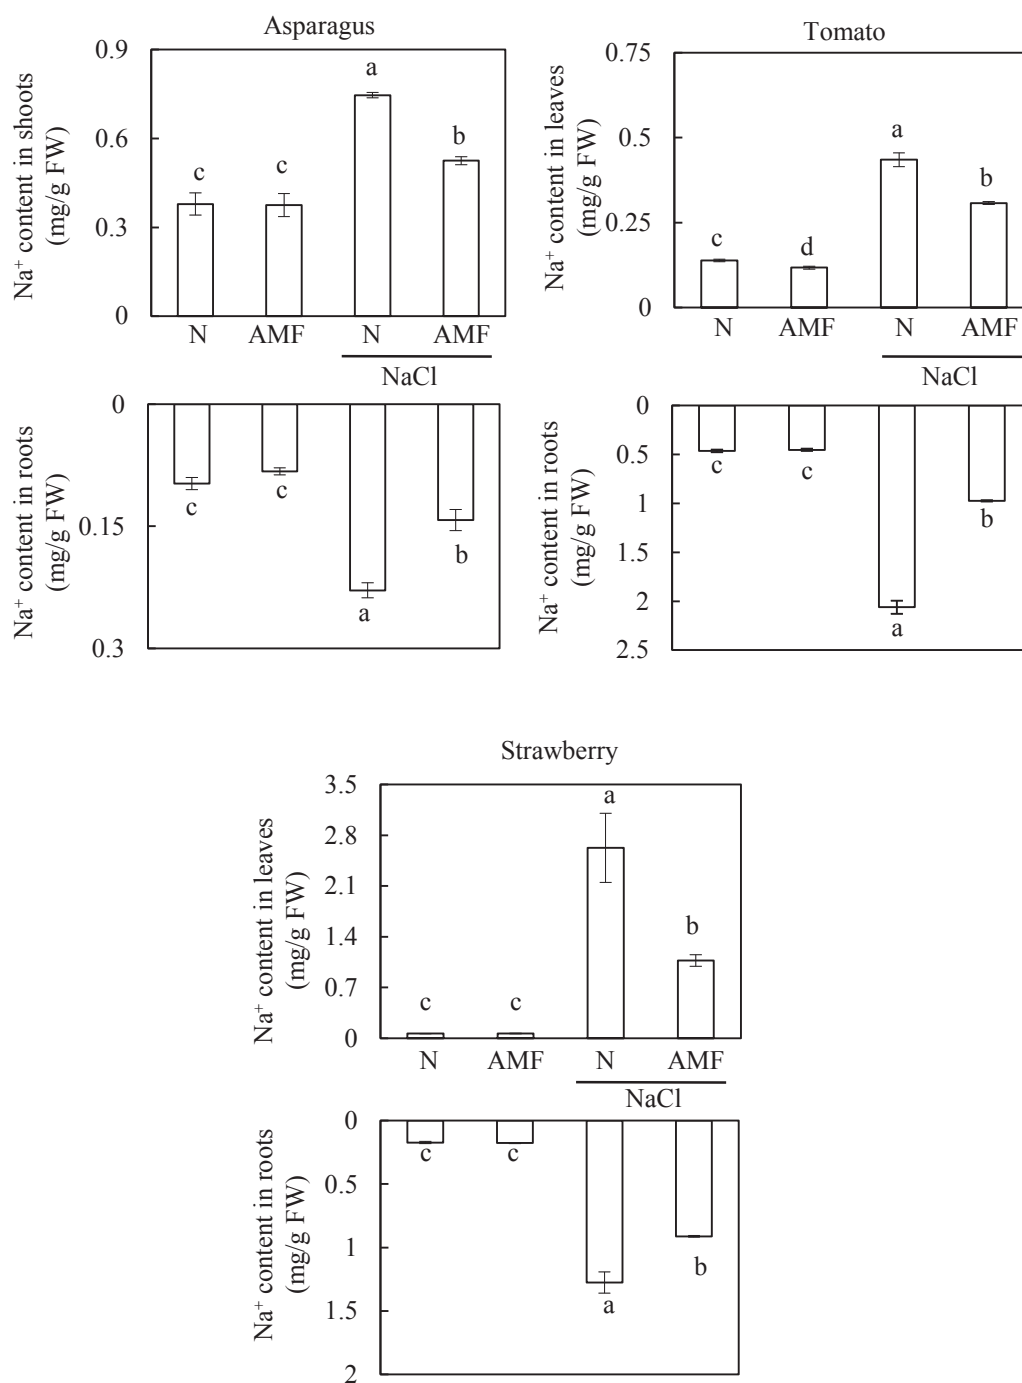 Asparagus
Na⁺ content in shoots
(mg/g FW)
0.9
0.6
0.3
0
c
c
a
b
N
AMF
N
AMF
NaCl
Na⁺ content in roots
(mg/g FW)
0
0.15
0.3
c
c
a
b
Tomato
Na⁺ content in leaves
(mg/g FW)
0.75
0.5
0.25
0
c
d
a
b
N
AMF
N
AMF
NaCl
Na⁺ content in roots
(mg/g FW)
0
0.5
1
1.5
2
2.5
c
c
a
b
Strawberry
Na⁺ content in leaves
(mg/g FW)
3.5
2.8
2.1
1.4
0.7
0
c
c
a
b
N
AMF
N
AMF
NaCl
Na⁺ content in roots
(mg/g FW)
0
0.5
1
1.5
2
c
c
a
b